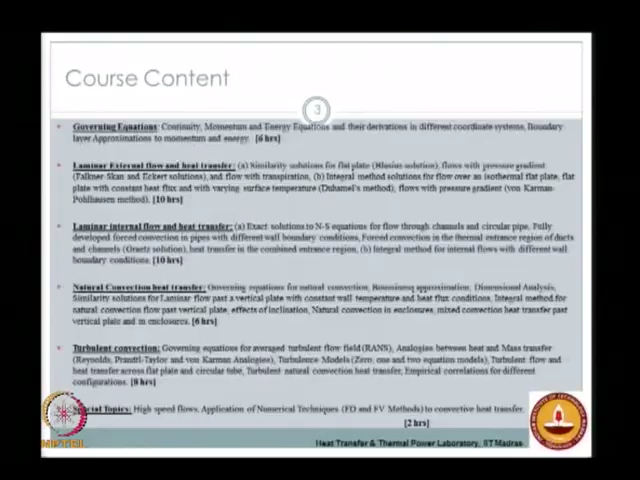 Course Content
3
Governing Equations: Continuity, Momentum and Energy Equations and their derivations in different coordinate systems, Boundary
layer Approximations to momentum and energy. [6 hrs]
Laminar External flow and heat transfer: (a) Similarity solutions for flat plate (Blasius solution), flows with pressure gradient
(Falkner-Skan and Eckert solutions), and flow with transpiration, (b) Integral method solutions for flow over an isothermal flat plate, flat
plate with constant heat flux and with varying surface temperature (Duhamel's method), flows with pressure gradient (von Karman-
Pohlhausen method). [10 hrs]
Laminar internal flow and heat transfer: (a) Exact solutions to N-S equations for flow through channels and circular pipe, Fully
developed forced convection in pipes with different wall boundary conditions, Forced convection in the thermal entrance region of ducts
and channels (Graetz solution), heat transfer in the combined entrance region, (b) Integral method for internal flows with different wall
boundary conditions. [10 hrs]
Natural Convection heat transfer: Governing equations for natural convection, Boussinesq approximation, Dimensional Analysis,
Similarity solutions for Laminar flow past a vertical plate with constant wall temperature and heat flux conditions, Integral method for
natural convection flow past vertical plate, effects of inclination, Natural convection in enclosures, mixed convection heat transfer past
vertical plate and in enclosures. [6 hrs]
Turbulent convection: Governing equations for averaged turbulent flow field (RANS), Analogies between heat and Mass transfer
(Reynolds, Prandtl-Taylor and von Karman Analogies), Turbulence Models (Zero, one and two equation models), Turbulent flow and
heat transfer across flat plate and circular tube, Turbulent natural convection heat transfer, Empirical correlations for different
configurations. [8 hrs]
Special Topics: High speed flows, Application of Numerical Techniques (FD and FV Methods) to convective heat transfer.
[2 hrs]
NPTEL
Heat Transfer & Thermal Power Laboratory, IIT Madras